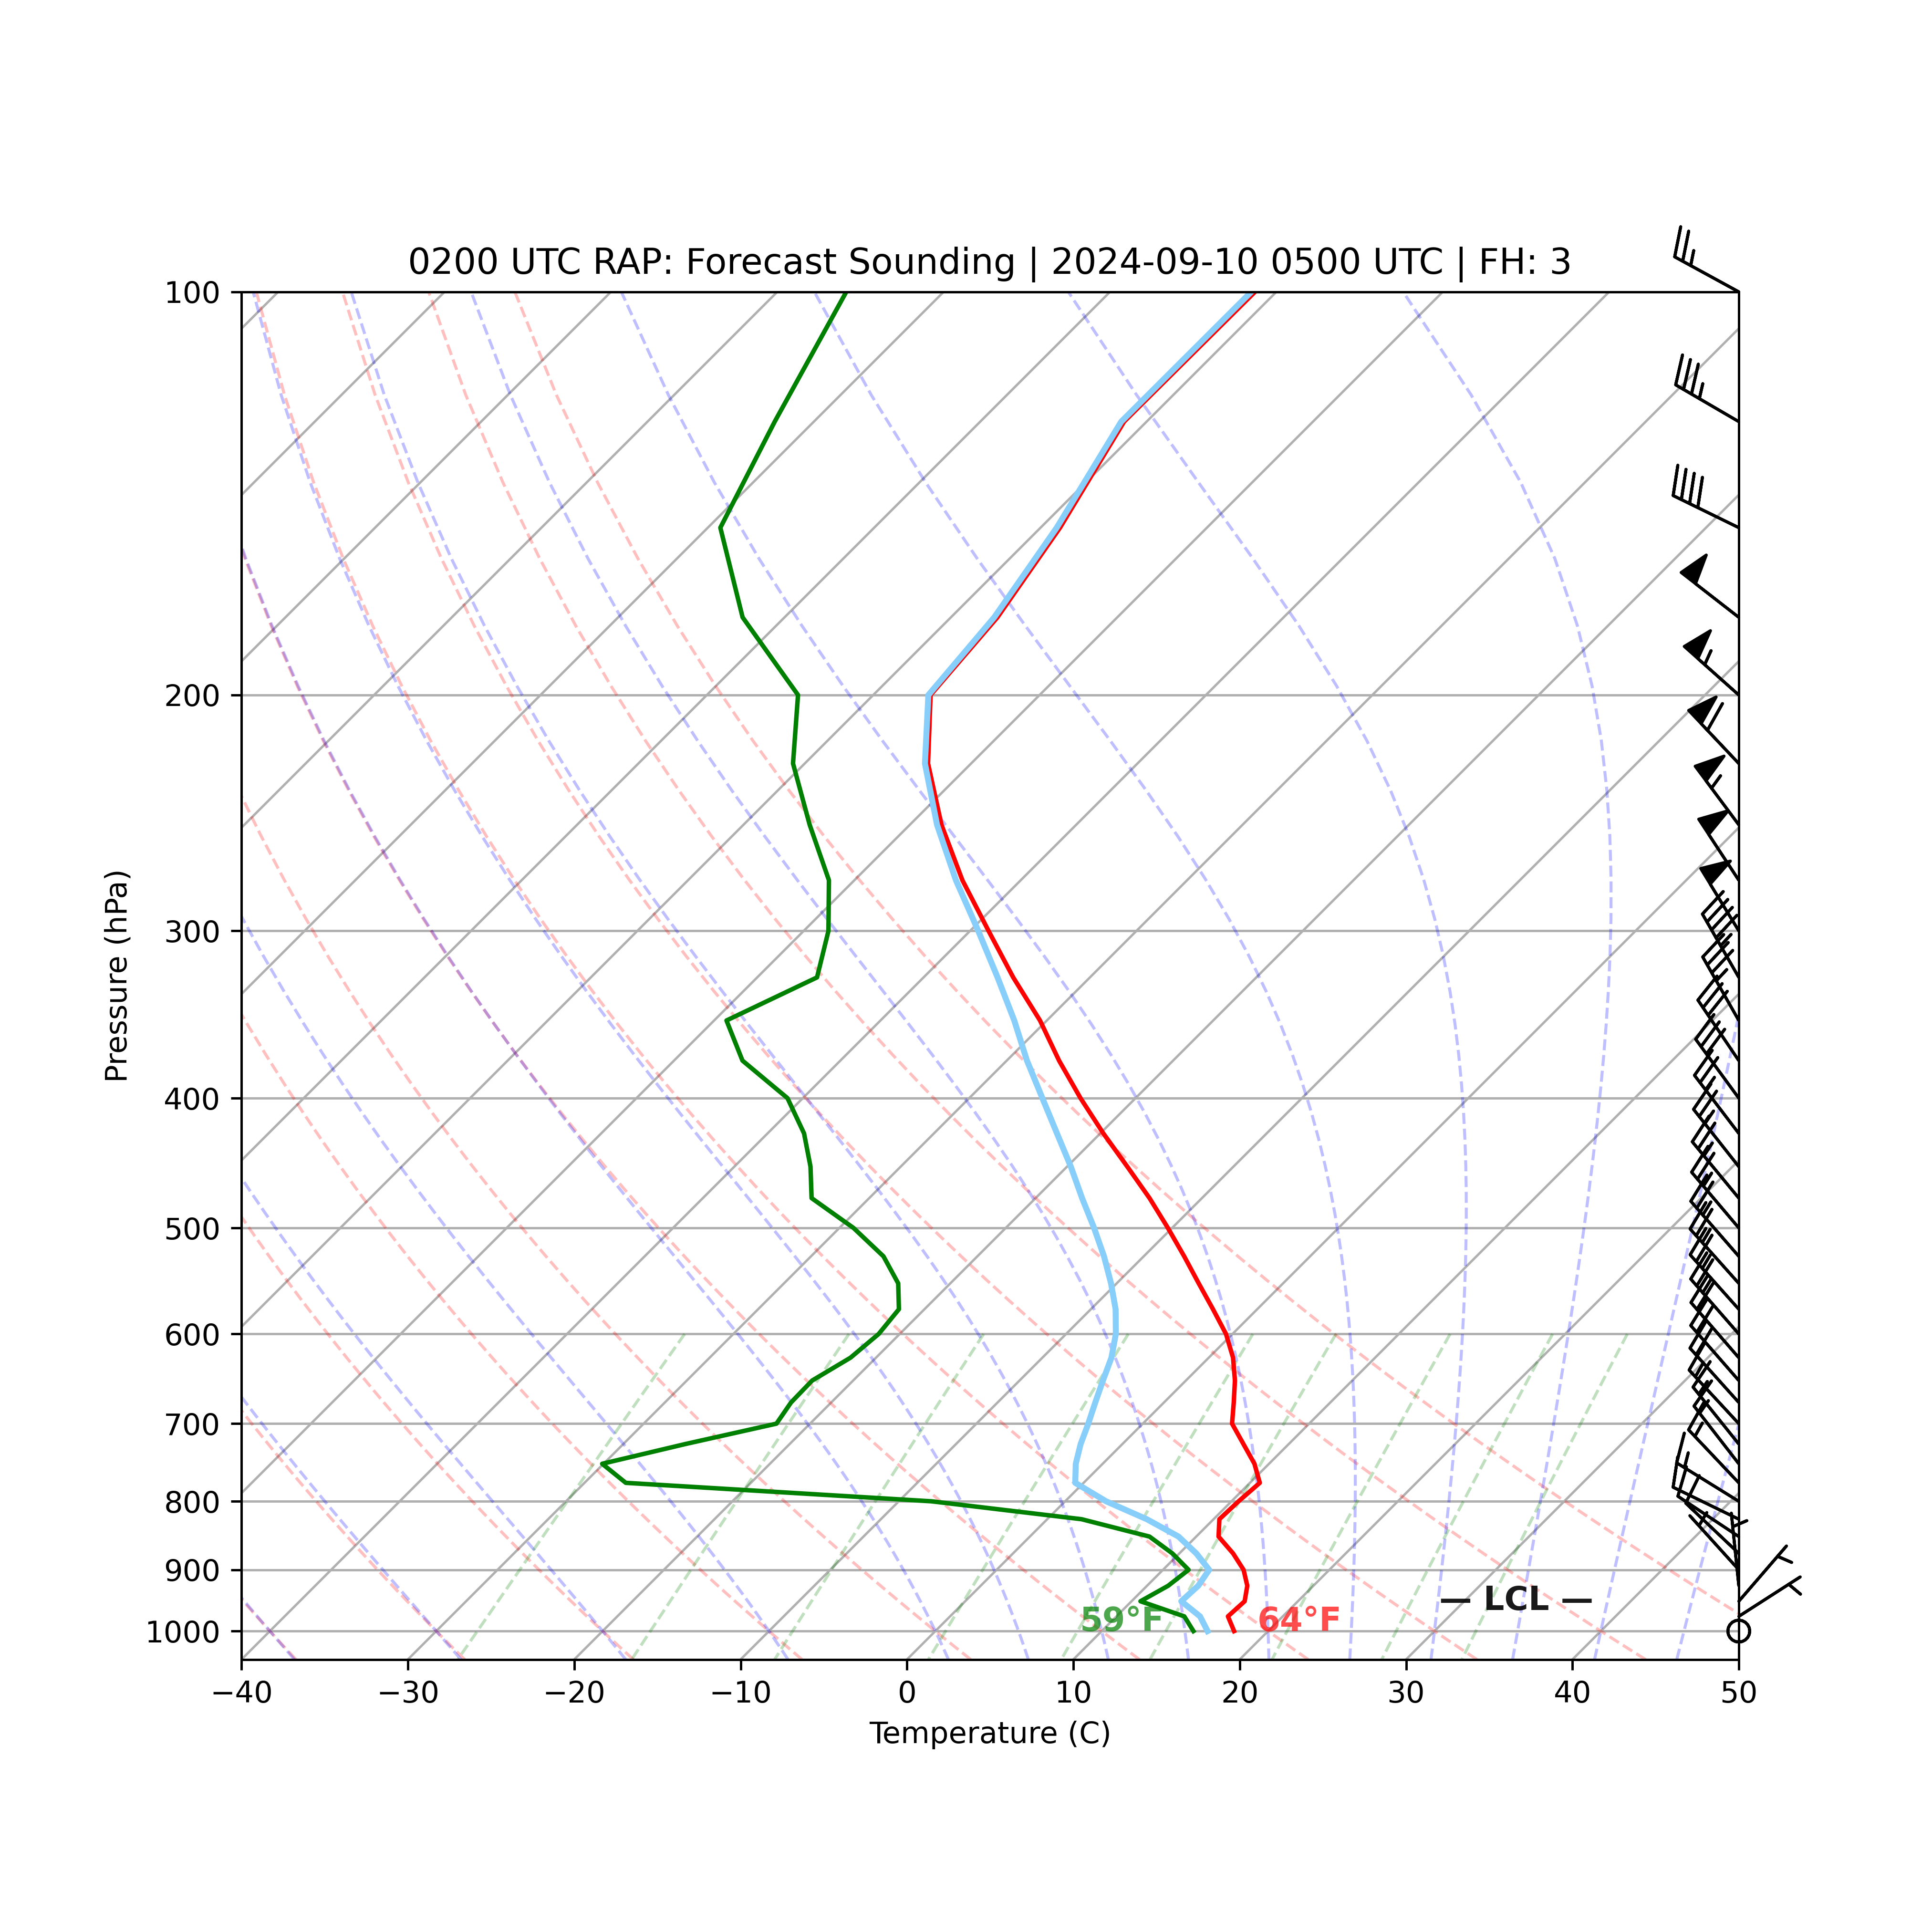 0200 UTC RAP: Forecast Sounding | 2024-09-10 0500 UTC | FH: 3
100
200
300
400
500
600
700
800
900
1000
Pressure (hPa)
— LCL —
59°F
64°F
−40 −30 −20 −10 0 10 20 30 40 50
Temperature (C)